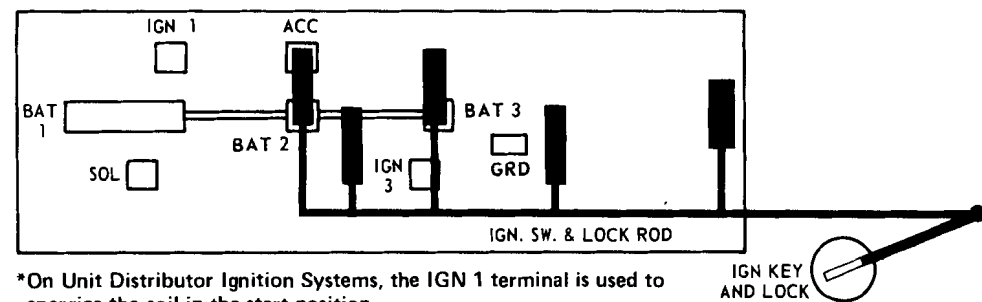 IGN 1
ACC
BAT 1
BAT 2
BAT 3
SOL
IGN 3
GRD
IGN. SW. & LOCK ROD
IGN KEY
AND LOCK
*On Unit Distributor Ignition Systems, the IGN 1 terminal is used to